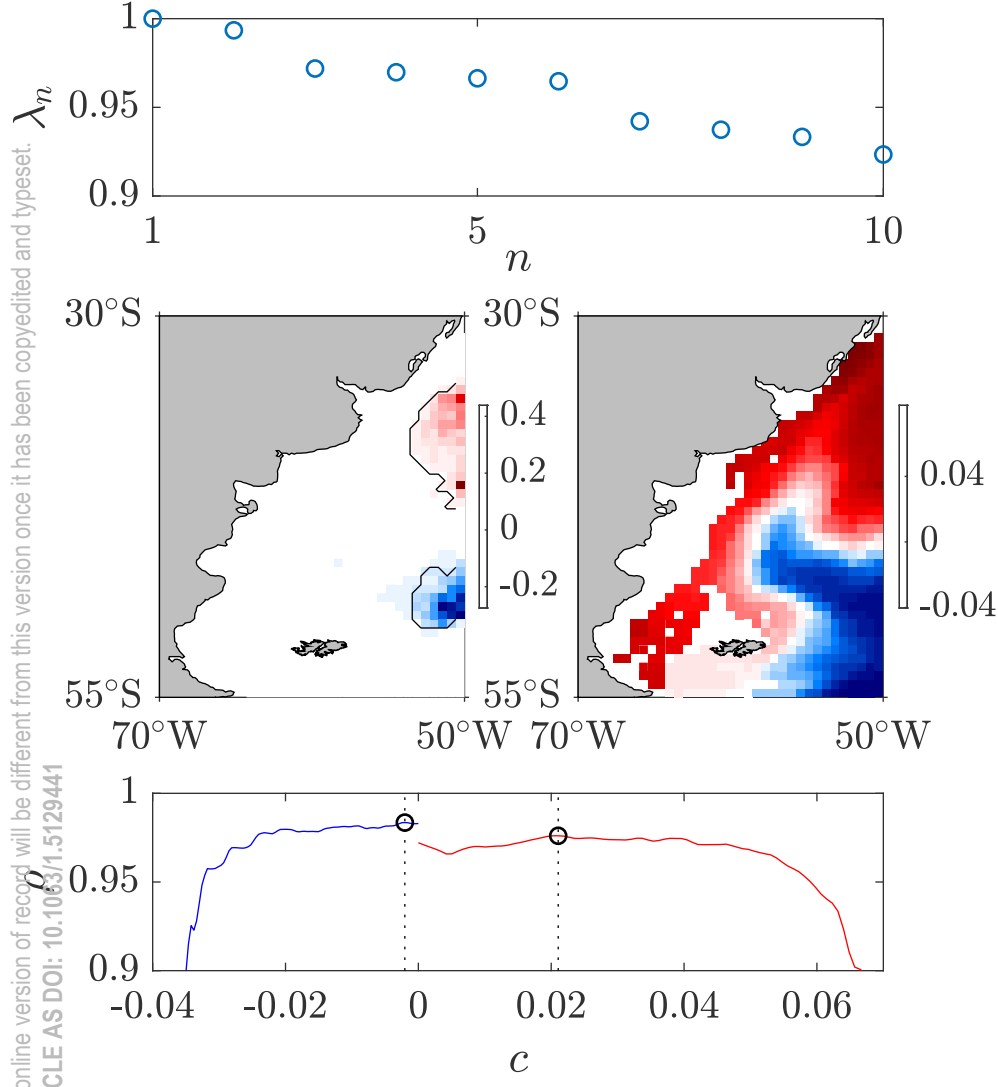 1
0.95
0.9
λn
1
5
10
n
30°S
55°S
70°W
50°W
0.4
0.2
0
-0.2
30°S
55°S
70°W
50°W
0.04
0
-0.04
1
0.95
0.9
ρ
-0.04
-0.02
0
0.02
0.04
0.06
c
online version of record will be different from this version once it has been copyedited and typeset.
CLE AS DOI: 10.1063/1.5129441